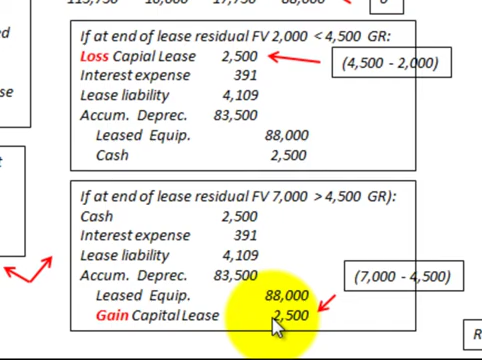 If at end of lease residual FV 2,000 < 4,500 GR:
Loss Capial Lease 2,500
(4,500 - 2,000)
Interest expense 391
Lease liability 4,109
Accum. Deprec. 83,500
Leased Equip. 88,000
Cash 2,500
If at end of lease residual FV 7,000 > 4,500 GR):
Cash 2,500
Interest expense 391
Lease liability 4,109
Accum. Deprec. 83,500
(7,000 - 4,500)
Leased Equip. 88,000
Gain Capital Lease 2,500